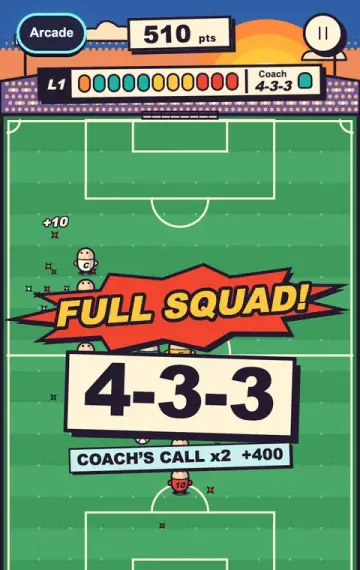 Arcade
510 pts
L1
Coach
4-3-3
+10
C
FULL SQUAD!
4-3-3
COACH'S CALL x2 +400
10